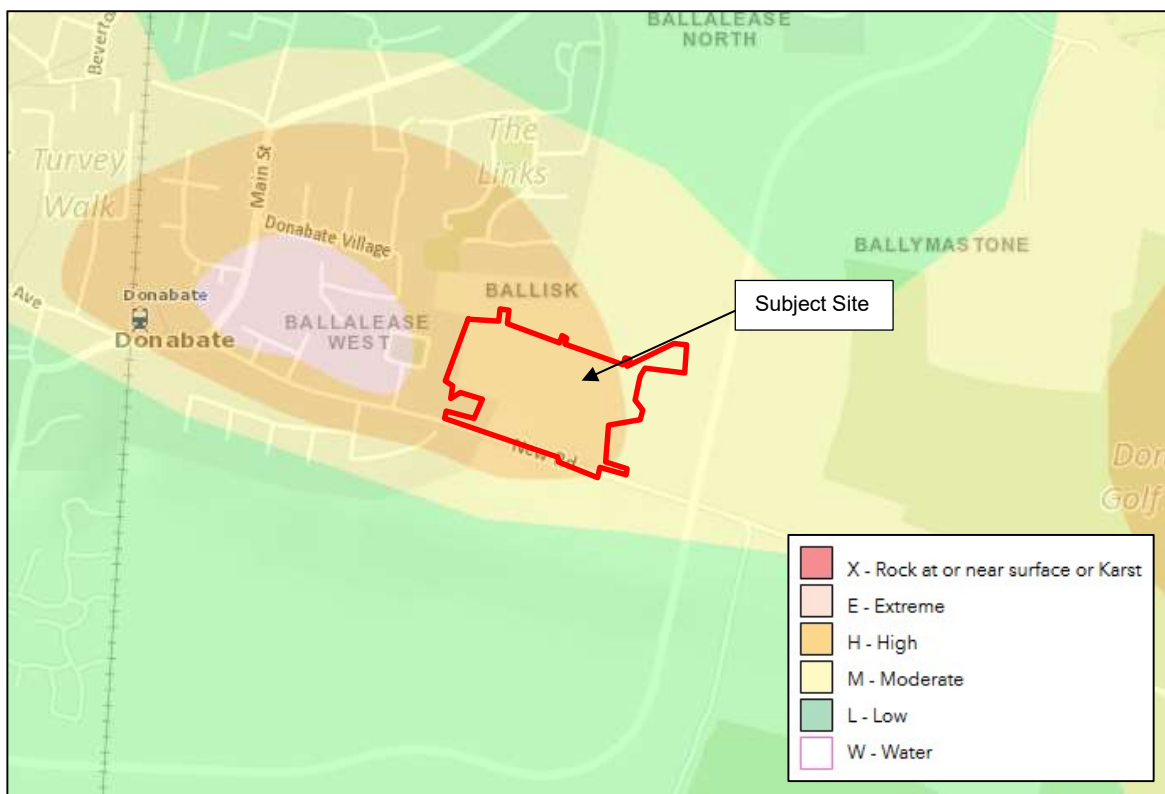 BALLALEASE
NORTH
Beverton
The
Links
Turvey
Walk
Main St
Donabate Village
BALLYMASTONE
Ave
Donabate
BALLISK
Subject Site
Donabate
BALLALEASE
WEST
New Rd
Don
Golf
X - Rock at or near surface or Karst
E - Extreme
H - High
M - Moderate
L - Low
W - Water